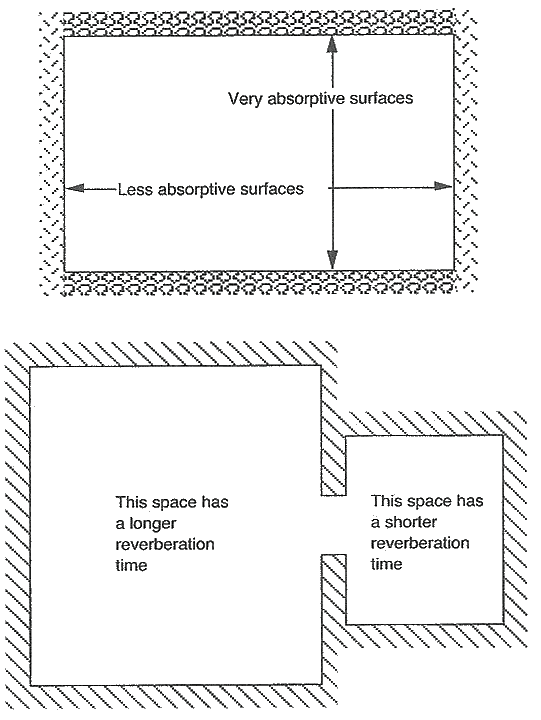 Very absorptive surfaces
Less absorptive surfaces
This space has
a longer
reverberation
time
This space has
a shorter
reverberation
time